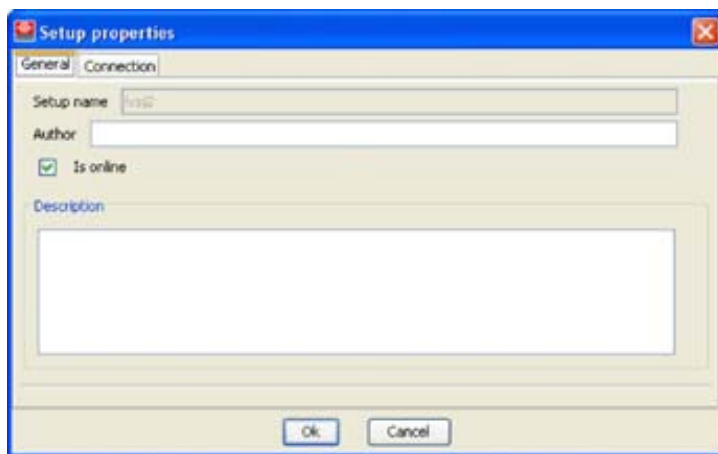 Setup properties
General Connection
Setup name
Author
Is online
Description
Ok Cancel